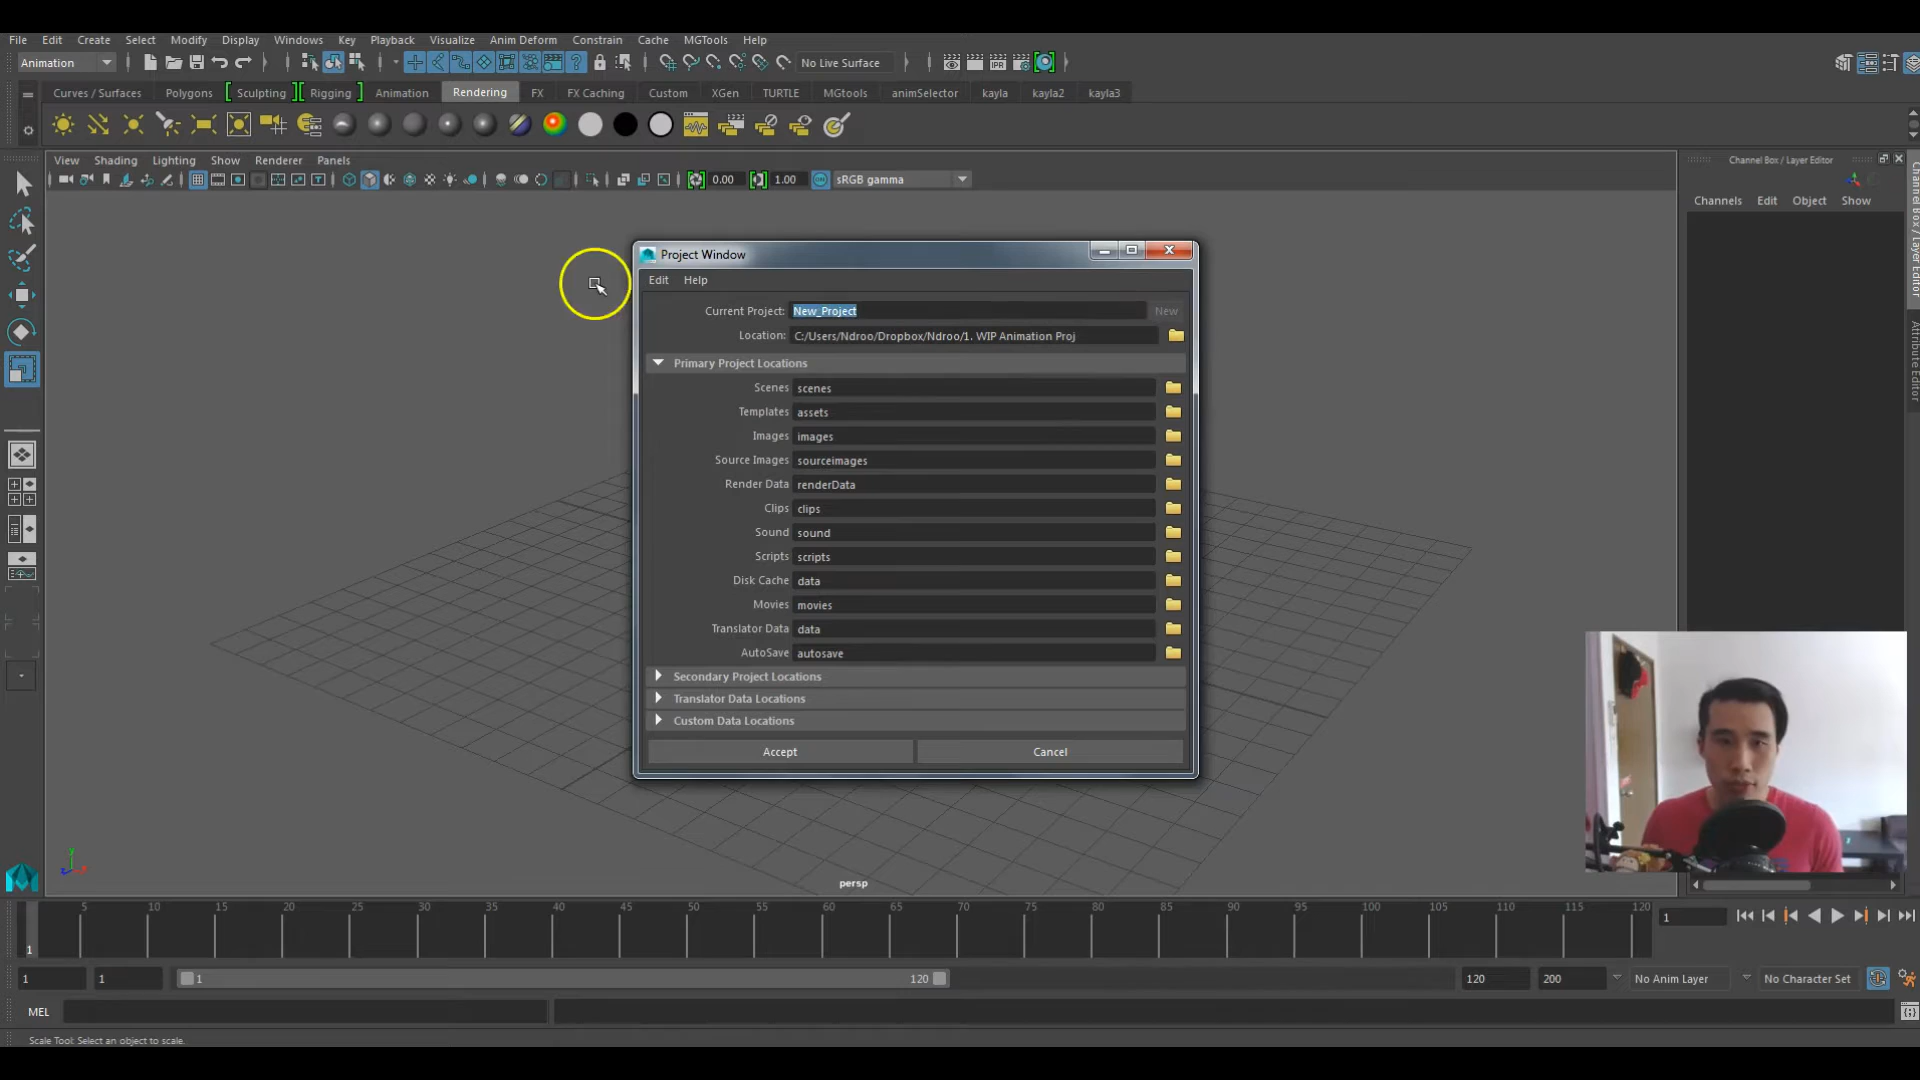 File Edit Create Select Modify Display Windows Key Playback Visualize Anim Deform Constrain Cache MGTools Help
Animation No Live Surface
Curves / Surfaces Polygons Sculpting Rigging Animation Rendering FX FX Caching Custom XGen TURTLE MGtools animSelector kayla kayla2 kayla3
IPR
View Shading Lighting Show Renderer Panels
0.00 1.00 sRGB gamma
Channel Box / Layer Editor
Channels Edit Object Show
Channel Box / Layer Editor
Attribute Editor
Project Window
Edit Help
Current Project: New_Project New
Location: C:/Users/Ndroo/Dropbox/Ndroo/1. WIP Animation Proj
Primary Project Locations
Scenes scenes
Templates assets
Images images
Source Images sourceimages
Render Data renderData
Clips clips
Sound sound
Scripts scripts
Disk Cache data
Movies movies
Translator Data data
AutoSave autosave
Secondary Project Locations
Translator Data Locations
Custom Data Locations
Accept Cancel
y
persp
5 10 15 20 25 30 35 40 45 50 55 60 65 70 75 80 85 90 95 100 105 110 115 120
1
1
1 1 1 120 120 200 No Anim Layer No Character Set
MEL
Scale Tool: Select an object to scale.